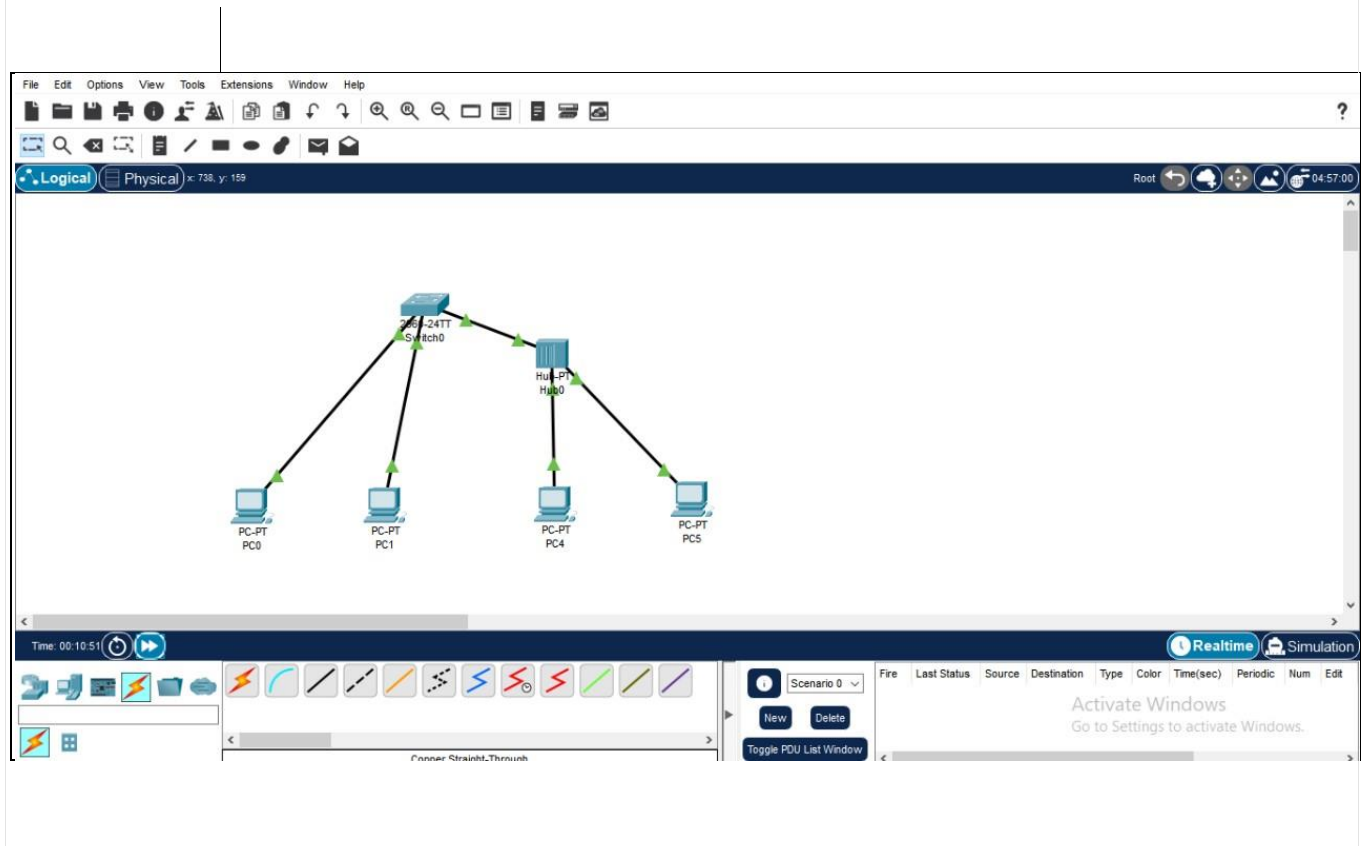 File Edit Options View Tools Extensions Window Help
?
Logical Physical x: 738, y: 159 Root 04:57:00
Switch0
Hub-PT
Hub0
PC-PT
PC0
PC-PT
PC1
PC-PT
PC4
PC-PT
PC5
Time: 00:10:51 Realtime Simulation
Scenario 0
New Delete
Toggle PDU List Window
Fire Last Status Source Destination Type Color Time(sec) Periodic Num Edit
Activate Windows
Go to Settings to activate Windows.
Copper Straight-Through